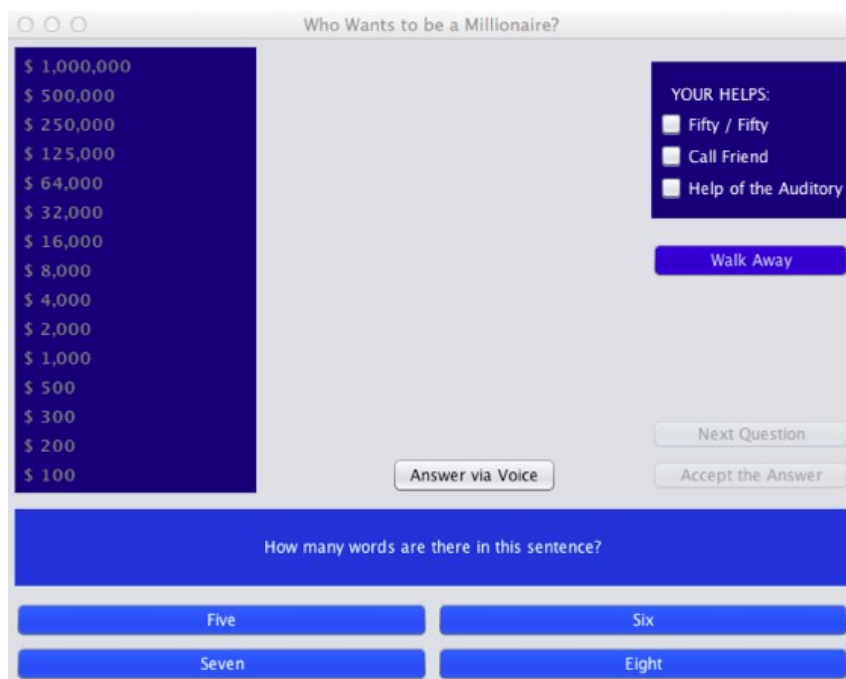 Who Wants to be a Millionaire?
$ 1,000,000
$ 500,000
$ 250,000
$ 125,000
$ 64,000
$ 32,000
$ 16,000
$ 8,000
$ 4,000
$ 2,000
$ 1,000
$ 500
$ 300
$ 200
$ 100
YOUR HELPS:
Fifty / Fifty
Call Friend
Help of the Auditory
Walk Away
Next Question
Answer via Voice
Accept the Answer
How many words are there in this sentence?
Five
Six
Seven
Eight